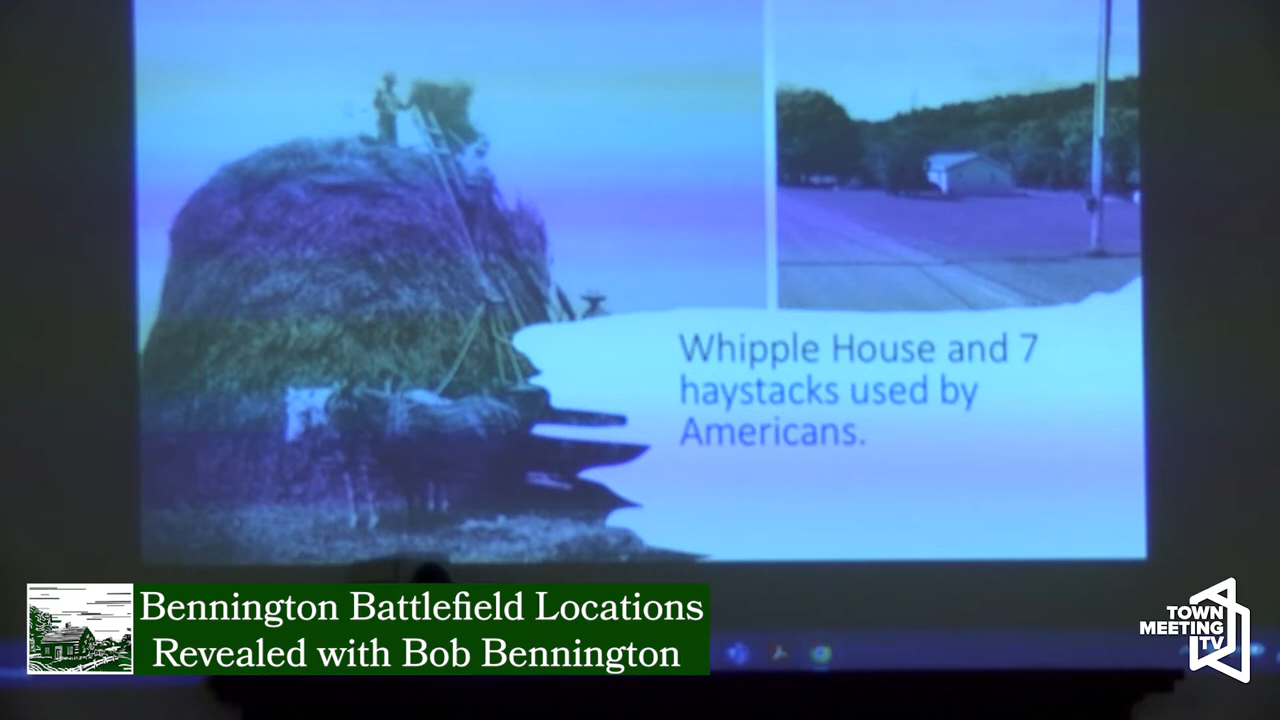 Whipple House and 7
haystacks used by
Americans.
Bennington Battlefield Locations
Revealed with Bob Bennington
TOWN
MEETING
TV